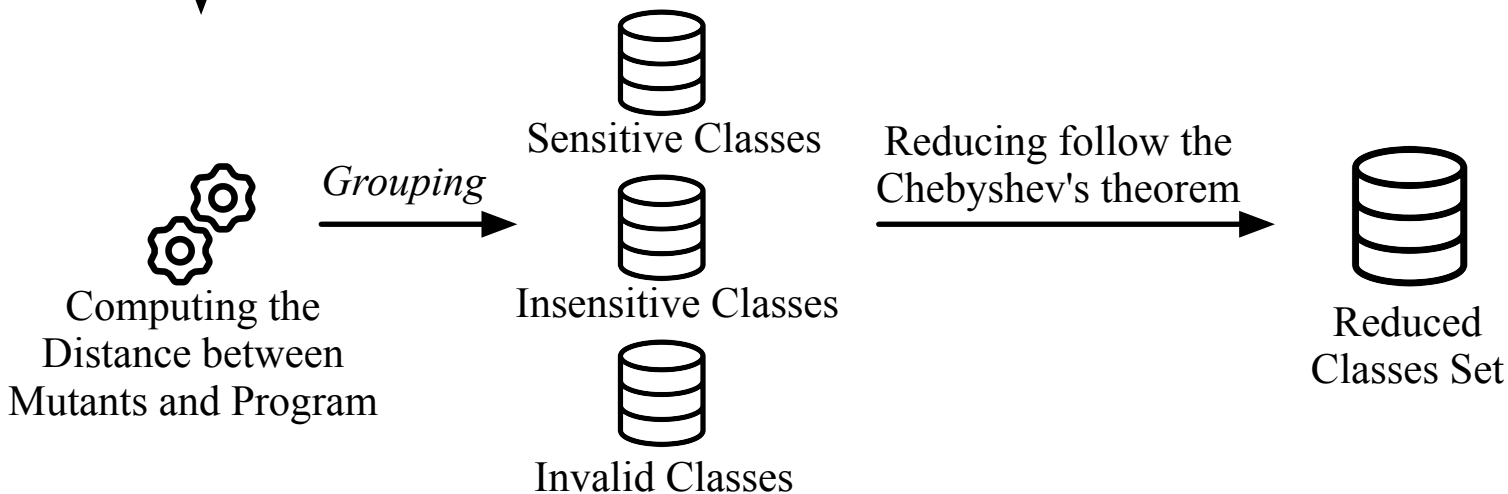 Computing the
Distance between
Mutants and Program
Grouping
Sensitive Classes
Insensitive Classes
Invalid Classes
Reducing follow the
Chebyshev's theorem
Reduced
Classes Set